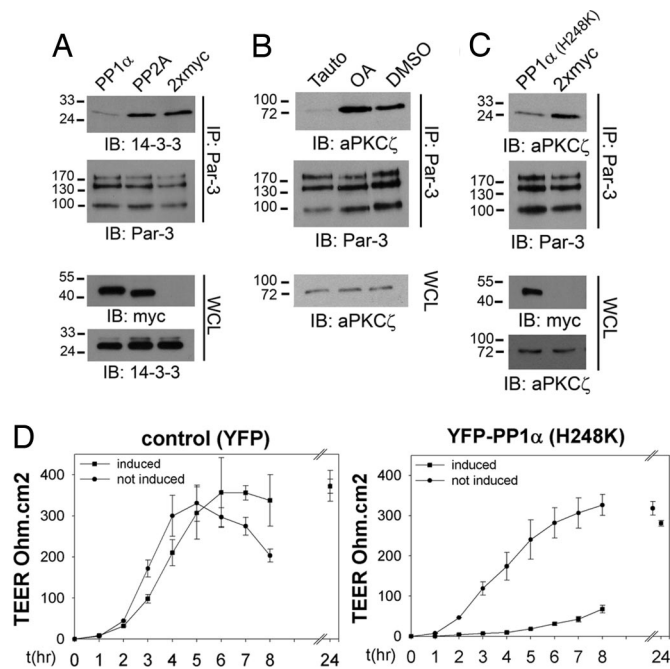 A
PP1α PP2A 2xmyc
33
24
IB: 14-3-3
170
130
100
IB: Par-3
IP: Par-3
55
40
IB: myc
33
24
IB: 14-3-3
WCL
B
Tauto OA DMSO
100
72
IB: aPKCζ
170
130
100
IB: Par-3
IP: Par-3
100
72
IB: aPKCζ
WCL
C
PP1α (H248K) 2xmyc
33
24
IB: aPKCζ
170
130
100
IB: Par-3
IP: Par-3
55
40
IB: myc
100
72
IB: aPKCζ
WCL
D
control (YFP)
induced
not induced
TEER Ohm.cm2
400
300
200
100
0
t(hr) 0 1 2 3 4 5 6 7 8 24
YFP-PP1α (H248K)
induced
not induced
TEER Ohm.cm2
400
300
200
100
0
t(hr) 0 1 2 3 4 5 6 7 8 24